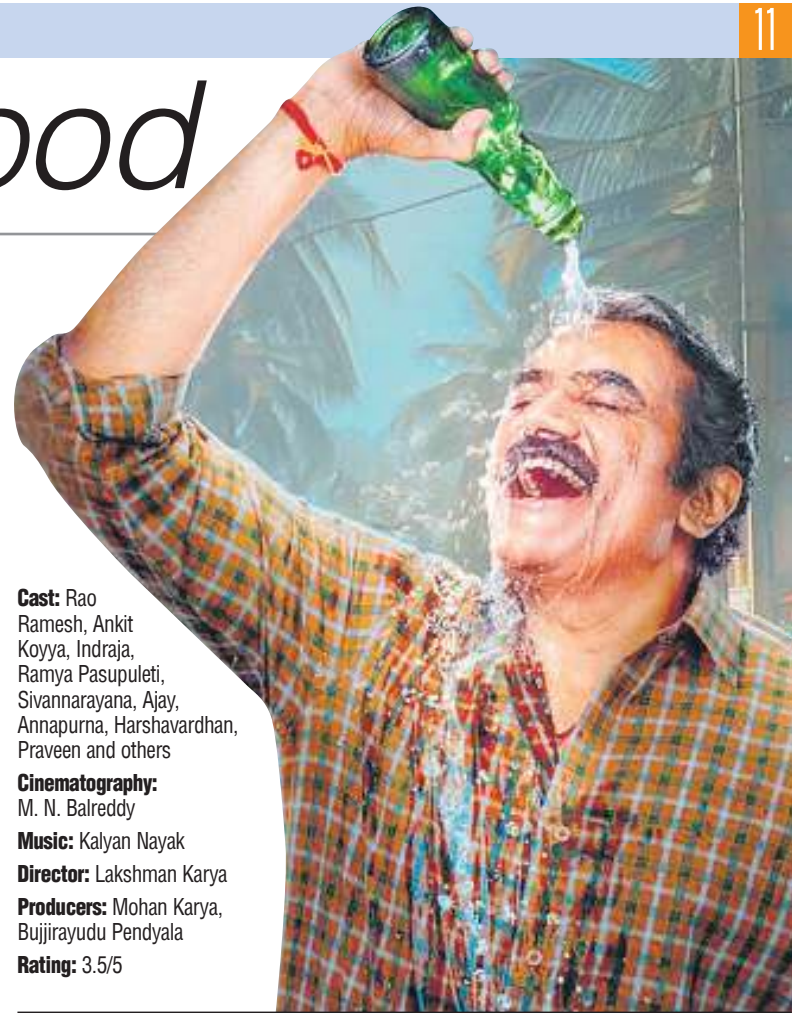 11
ood
Cast: Rao
Ramesh, Ankit
Koyya, Indraja,
Ramya Pasupuleti,
Sivannarayana, Ajay,
Annapurna, Harshavardhan,
Praveen and others
Cinematography:
M. N. Balreddy
Music: Kalyan Nayak
Director: Lakshman Karya
Producers: Mohan Karya,
Bujjirayudu Pendyala
Rating: 3.5/5